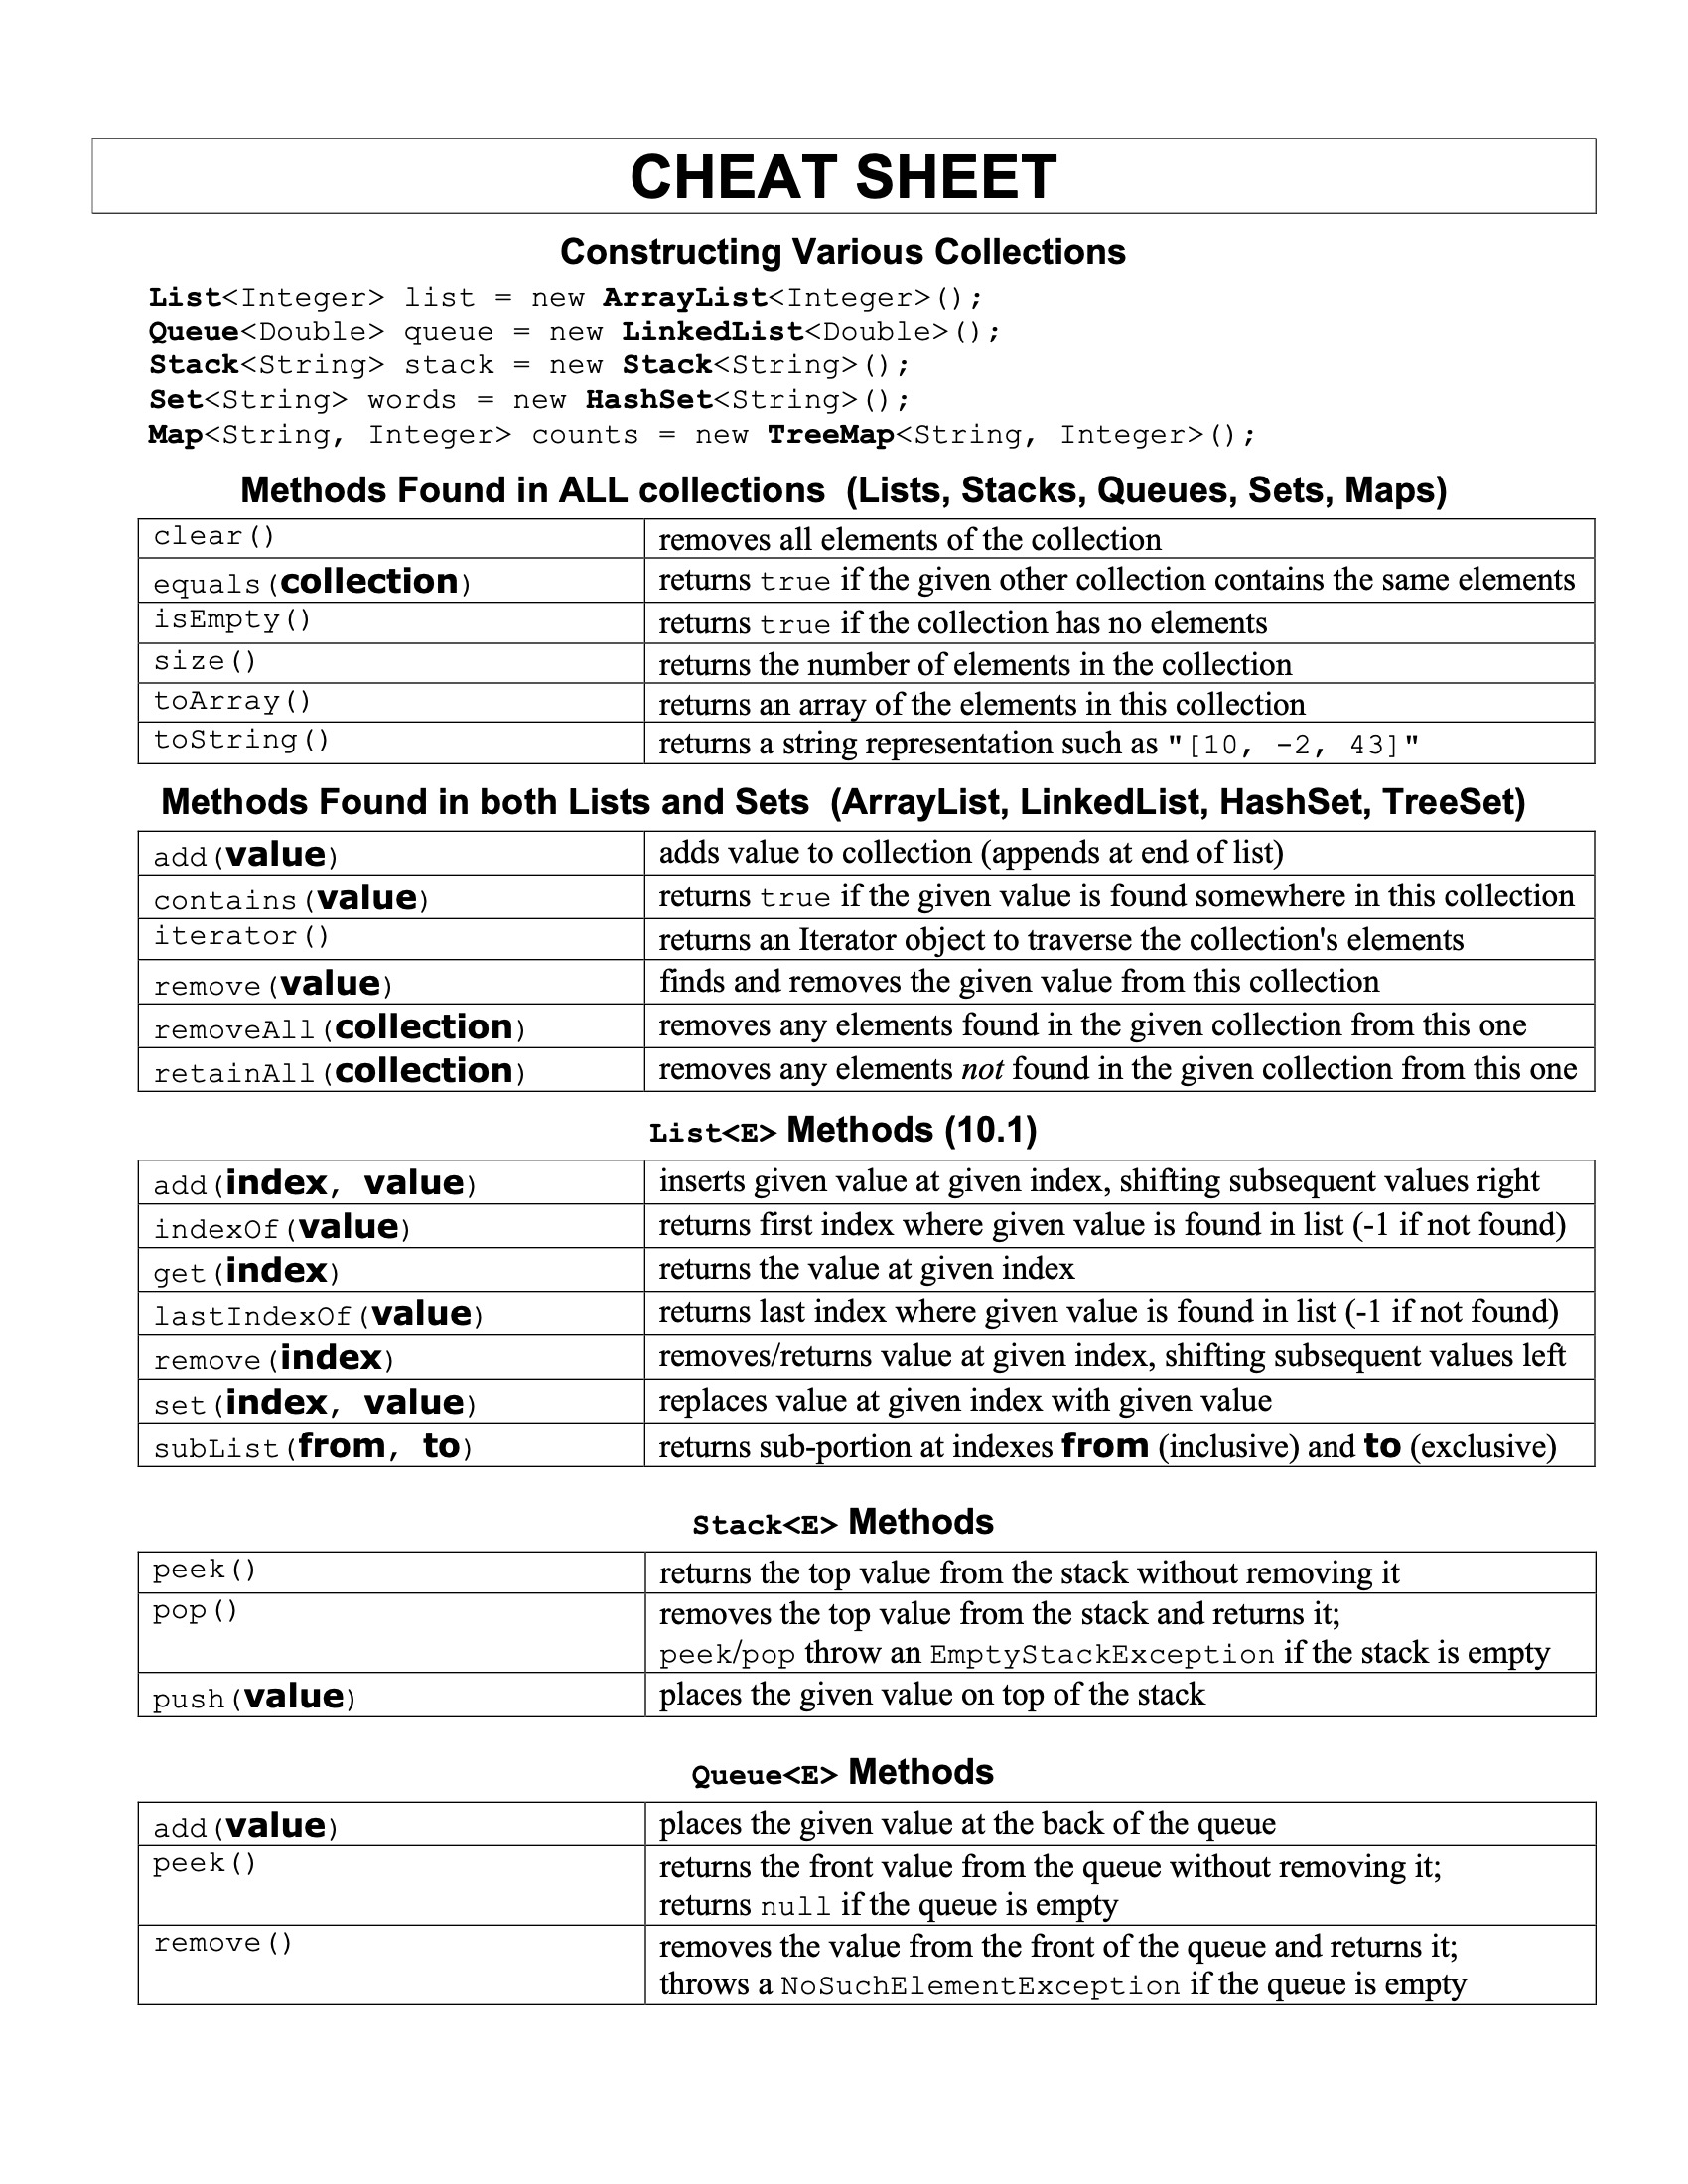 CHEAT SHEET
Constructing Various Collections
List<Integer> list = new ArrayList<Integer>();
Queue<Double> queue = new LinkedList<Double>();
Stack<String> stack = new Stack<String>();
Set<String> words = new HashSet<String>();
Map<String, Integer> counts = new TreeMap<String, Integer>();
Methods Found in ALL collections (Lists, Stacks, Queues, Sets, Maps)
clear() removes all elements of the collection
equals(collection) returns true if the given other collection contains the same elements
isEmpty() returns true if the collection has no elements
size() returns the number of elements in the collection
toArray() returns an array of the elements in this collection
toString() returns a string representation such as "[10, -2, 43]"
Methods Found in both Lists and Sets (ArrayList, LinkedList, HashSet, TreeSet)
add(value) adds value to collection (appends at end of list)
contains(value) returns true if the given value is found somewhere in this collection
iterator() returns an Iterator object to traverse the collection's elements
remove(value) finds and removes the given value from this collection
removeAll(collection) removes any elements found in the given collection from this one
retainAll(collection) removes any elements not found in the given collection from this one
List<E> Methods (10.1)
add(index, value) inserts given value at given index, shifting subsequent values right
indexOf(value) returns first index where given value is found in list (-1 if not found)
get(index) returns the value at given index
lastIndexOf(value) returns last index where given value is found in list (-1 if not found)
remove(index) removes/returns value at given index, shifting subsequent values left
set(index, value) replaces value at given index with given value
subList(from, to) returns sub-portion at indexes from (inclusive) and to (exclusive)
Stack<E> Methods
peek() returns the top value from the stack without removing it
pop() removes the top value from the stack and returns it;
peek/pop throw an EmptyStackException if the stack is empty
push(value) places the given value on top of the stack
Queue<E> Methods
add(value) places the given value at the back of the queue
peek() returns the front value from the queue without removing it;
returns null if the queue is empty
remove() removes the value from the front of the queue and returns it;
throws a NoSuchElementException if the queue is empty